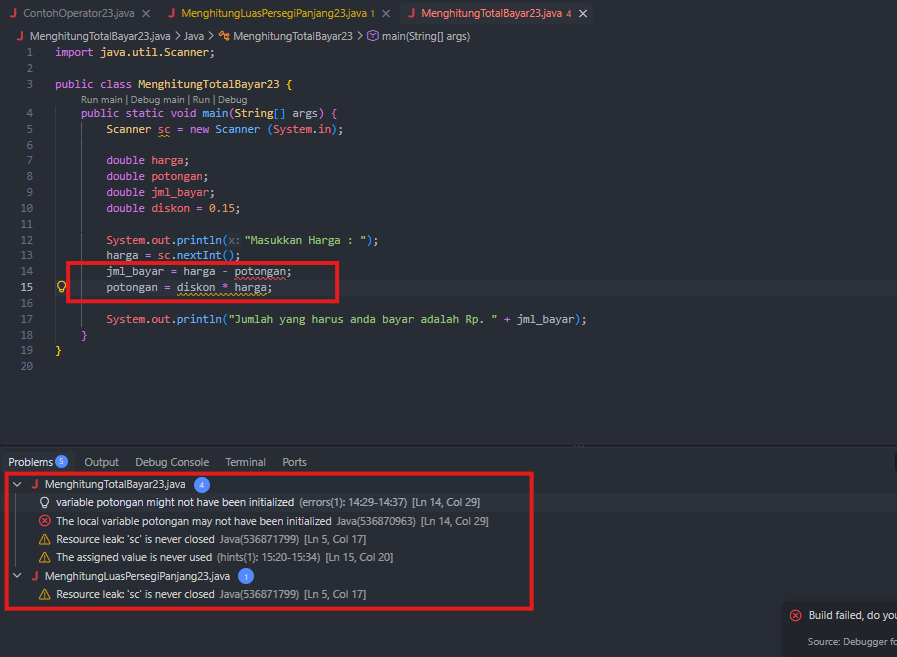 ContohOperator23.java
MenghitungLuasPersegiPanjang23.java 1
MenghitungTotalBayar23.java 4
MenghitungTotalBayar23.java > Java > MenghitungTotalBayar23 > main(String[] args)
1 import java.util.Scanner;
2
3 public class MenghitungTotalBayar23 {
Run main | Debug main | Run | Debug
4 public static void main(String[] args) {
5 Scanner sc = new Scanner (System.in);
6
7 double harga;
8 double potongan;
9 double jml_bayar;
10 double diskon = 0.15;
11
12 System.out.println(x: "Masukkan Harga : ");
13 harga = sc.nextInt();
14 jml_bayar = harga - potongan;
15 potongan = diskon * harga;
16
17 System.out.println("Jumlah yang harus anda bayar adalah Rp. " + jml_bayar);
18 }
19 }
20
Problems 5 Output Debug Console Terminal Ports
MenghitungTotalBayar23.java 4
variable potongan might not have been initialized (errors(1): 14:29-14:37) [Ln 14, Col 29]
The local variable potongan may not have been initialized Java(536870963) [Ln 14, Col 29]
Resource leak: 'sc' is never closed Java(536871799) [Ln 5, Col 17]
The assigned value is never used (hints(1): 15:20-15:34) [Ln 15, Col 20]
MenghitungLuasPersegiPanjang23.java 1
Resource leak: 'sc' is never closed Java(536871799) [Ln 5, Col 17]
Build failed, do you
Source: Debugger fo